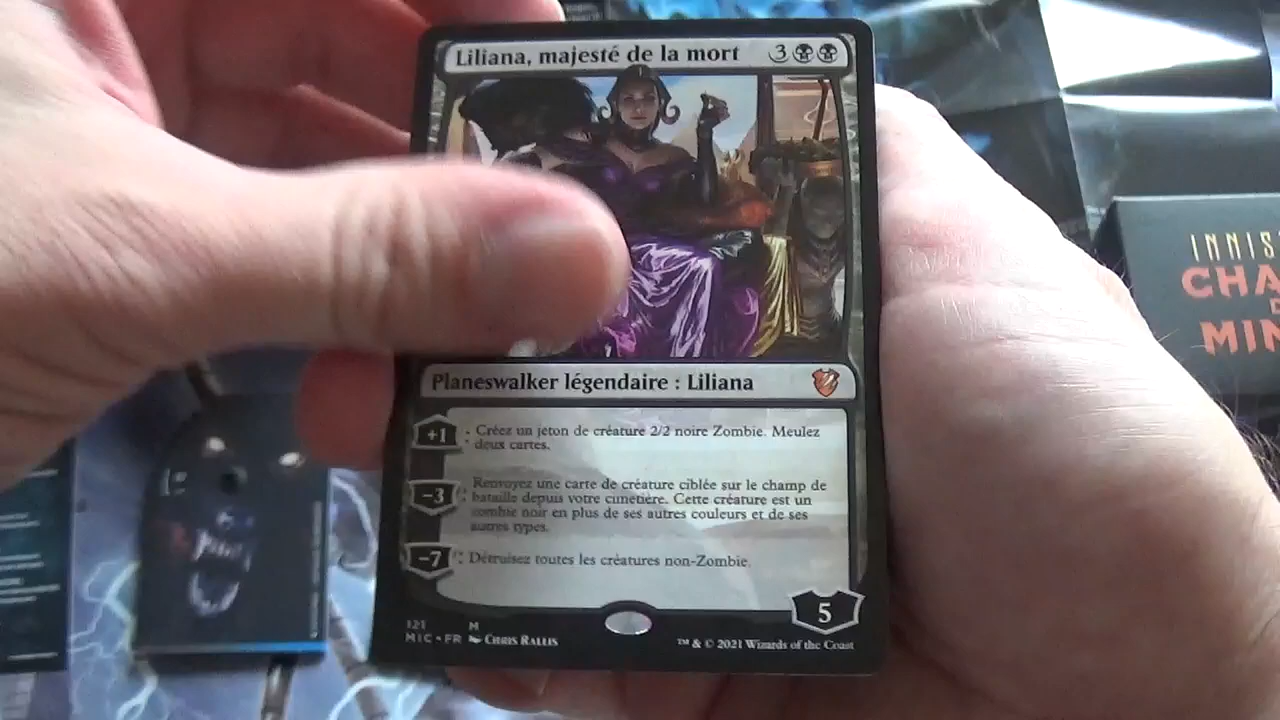 Liliana, majesté de la mort 3
Planeswalker légendaire : Liliana
+1 : Créez un jeton de créature 2/2 noire Zombie. Meulez
deux cartes.
-3 : Renvoyez une carte de créature ciblée sur le champ de
bataille depuis votre cimetière. Cette créature est un
zombie noir en plus de ses autres couleurs et de ses
autres types.
-7 : Détruisez toutes les créatures non-Zombie.
5
121 M
MIC • FR Chris Rallis
™ & © 2021 Wizards of the Coast
INNIS
CHA
MIN